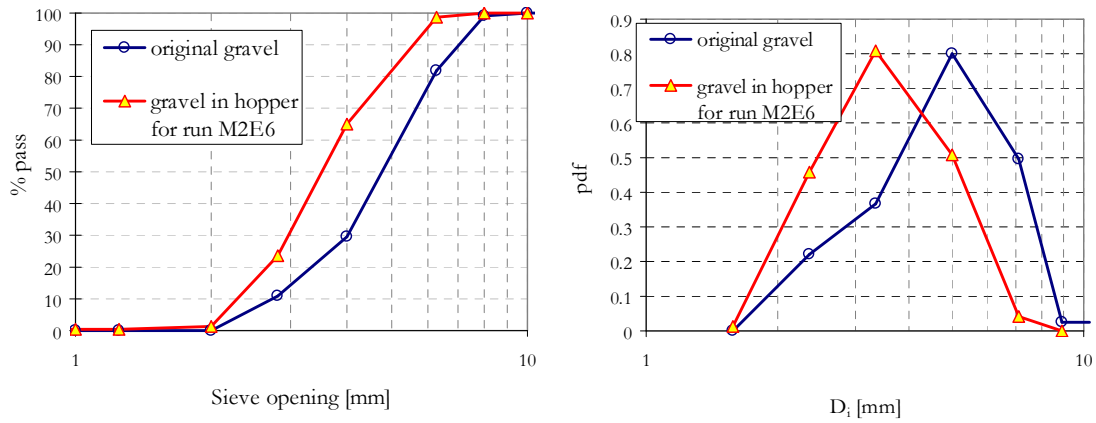 100
90
80
70
60
50
40
30
20
10
0
% pass
original gravel
gravel in hopper
for run M2E6
1
10
Sieve opening [mm]
0.9
0.8
0.7
0.6
0.5
0.4
0.3
0.2
0.1
0
pdf
original gravel
gravel in hopper
for run M2E6
1
10
Dᵢ [mm]